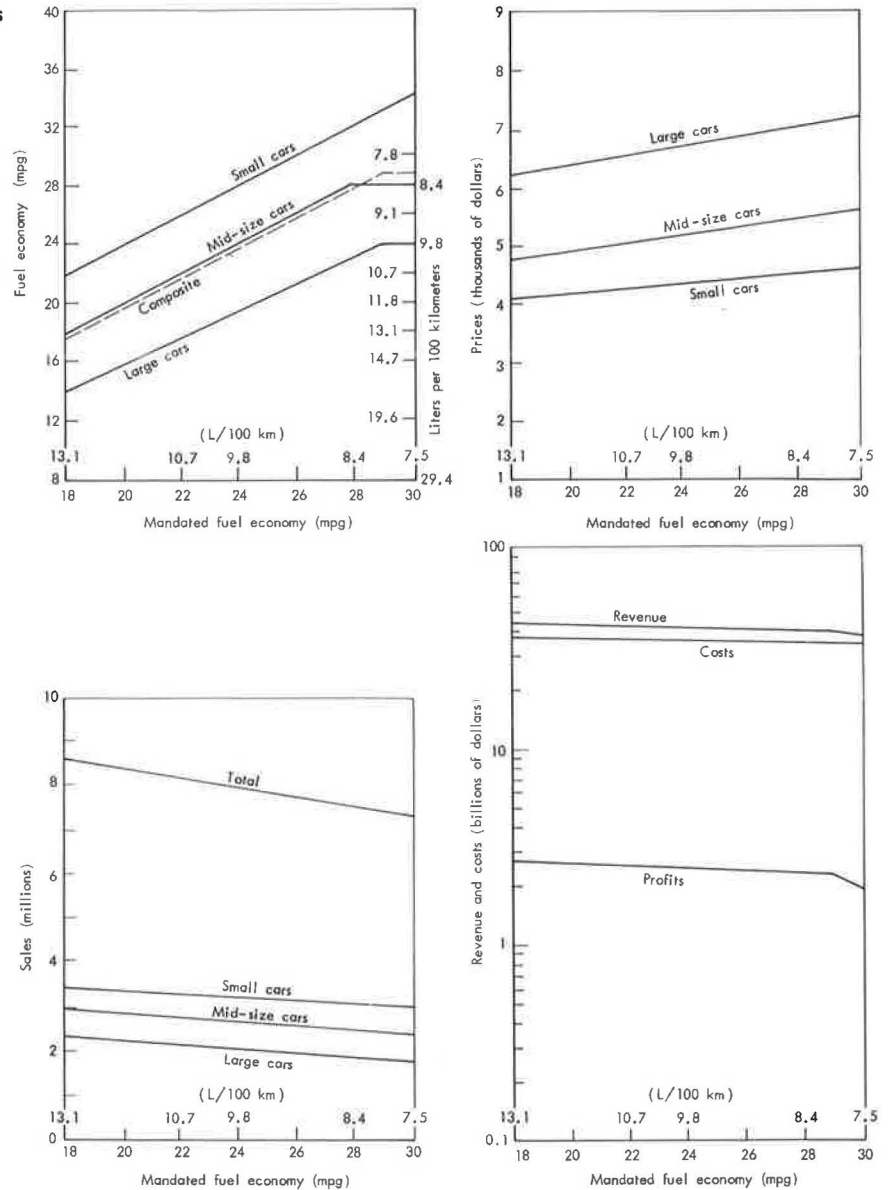 s
40
36
32
28
24
20
16
12
8
Fuel economy (mpg)
Small cars
Mid-size cars
Composite
Large cars
7.8
8.4
9.1
9.8
10.7
11.8
13.1
14.7
19.6
29.4
Liters per 100 kilometers
(L/100 km)
13.1 10.7 9.8 8.4 7.5
18 20 22 24 26 28 30
Mandated fuel economy (mpg)
9
8
7
6
5
4
3
2
1
Prices (thousands of dollars)
Large cars
Mid-size cars
Small cars
(L/100 km)
13.1 10.7 9.8 8.4 7.5
18 20 22 24 26 28 30
Mandated fuel economy (mpg)
10
8
6
4
2
0
Sales (millions)
Total
Small cars
Mid-size cars
Large cars
(L/100 km)
13.1 10.7 9.8 8.4 7.5
18 20 22 24 26 28 30
Mandated fuel economy (mpg)
100
10
1
0.1
Revenue and costs (billions of dollars)
Revenue
Costs
Profits
(L/100 km)
13.1 10.7 9.8 8.4 7.5
18 20 22 24 26 28 30
Mandated fuel economy (mpg)